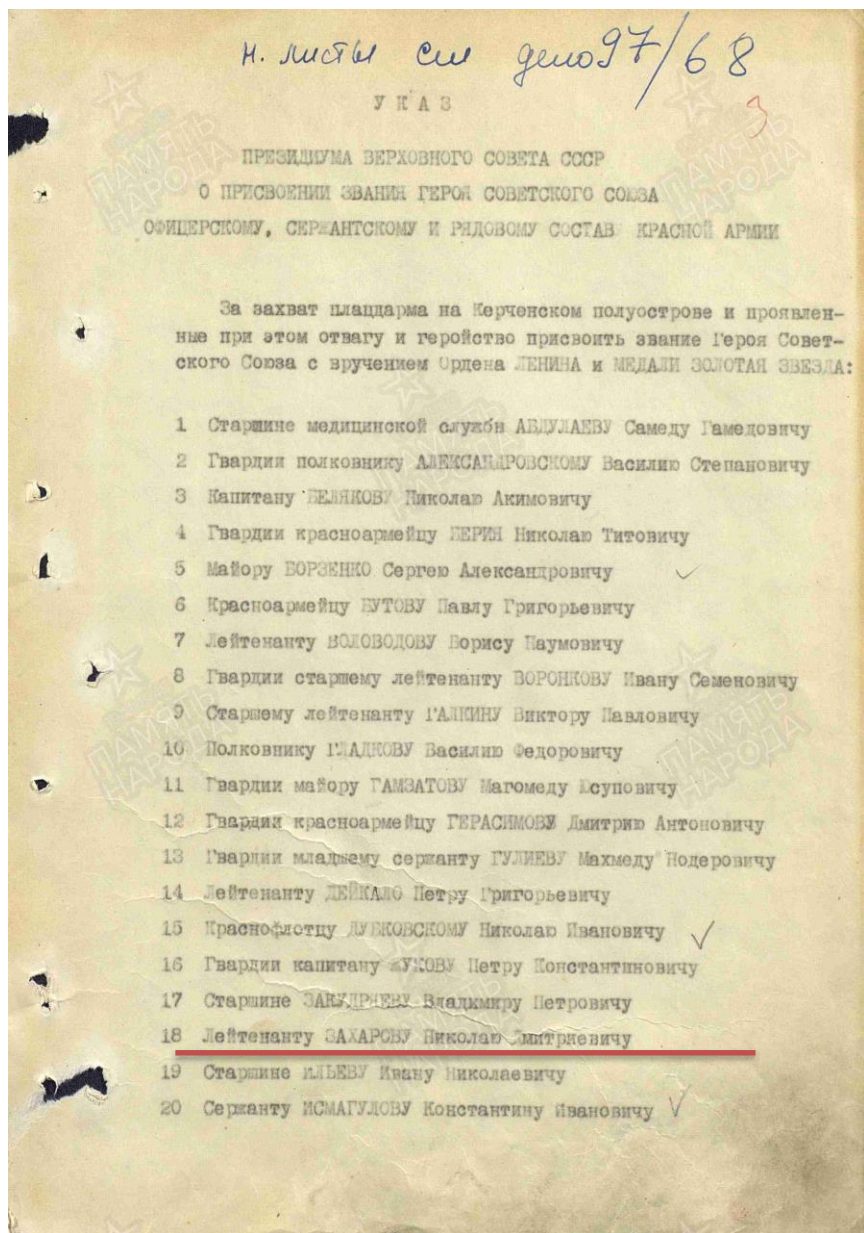 н. листы см дело 97/68
3
УКАЗ
ПРЕЗИДИУМА ВЕРХОВНОГО СОВЕТА СССР
О ПРИСВОЕНИИ ЗВАНИЯ ГЕРОЯ СОВЕТСКОГО СОЮЗА
ОФИЦЕРСКОМУ, СЕРЖАНТСКОМУ И РЯДОВОМУ СОСТАВУ КРАСНОЙ АРМИИ
За захват плацдарма на Керченском полуострове и проявлен-
ные при этом отвагу и геройство присвоить звание Героя Совет-
ского Союза с вручением Ордена ЛЕНИНА и МЕДАЛИ ЗОЛОТАЯ ЗВЕЗДА:
1 Старшине медицинской службы АБДУЛАЕВУ Самеду Гамедовичу
2 Гвардии полковнику АЛЕКСАНДРОВСКОМУ Василию Степановичу
3 Капитану БЕЛЯКОВУ Николаю Акимовичу
4 Гвардии красноармейцу БЕРИЯ Николаю Титовичу
5 Майору БОРЗЕНКО Сергею Александровичу
6 Красноармейцу БУТОВУ Павлу Григорьевичу
7 Лейтенанту ВОЛОВОДОВУ Борису Наумовичу
8 Гвардии старшему лейтенанту ВОРОНКОВУ Ивану Семеновичу
9 Старшему лейтенанту ГАЛКИНУ Виктору Павловичу
10 Полковнику ГЛАДКОВУ Василию Федоровичу
11 Гвардии майору ГАМЗАТОВУ Магомеду Юсуповичу
12 Гвардии красноармейцу ГЕРАСИМОВУ Дмитрию Антоновичу
13 Гвардии младшему сержанту ГУЛИЕВУ Махмеду Нодеровичу
14 Лейтенанту ДЕЙКАЛО Петру Григорьевичу
15 Краснофлотцу ДУБКОВСКОМУ Николаю Ивановичу
16 Гвардии капитану ЖУКОВУ Петру Константиновичу
17 Старшине ЗАКУДРЯЕВУ Владимиру Петровичу
18 Лейтенанту ЗАХАРОВУ Николаю Дмитриевичу
19 Старшине ИЛЬЕВУ Ивану Николаевичу
20 Сержанту ИСМАГУЛОВУ Константину Ивановичу
ПАМЯТЬ
НАРОДА